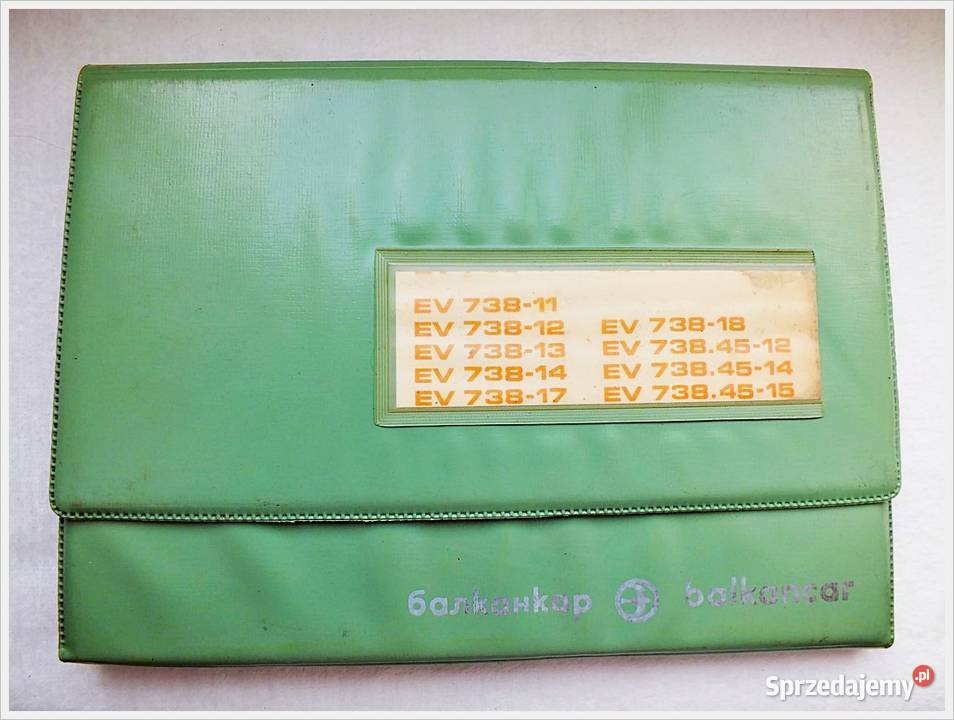 EV 738-11
EV 738-12
EV 738-13
EV 738-14
EV 738-17
EV 738-18
EV 738.45-12
EV 738.45-14
EV 738.45-15
балканкар balkancar
Sprzedajemy.pl